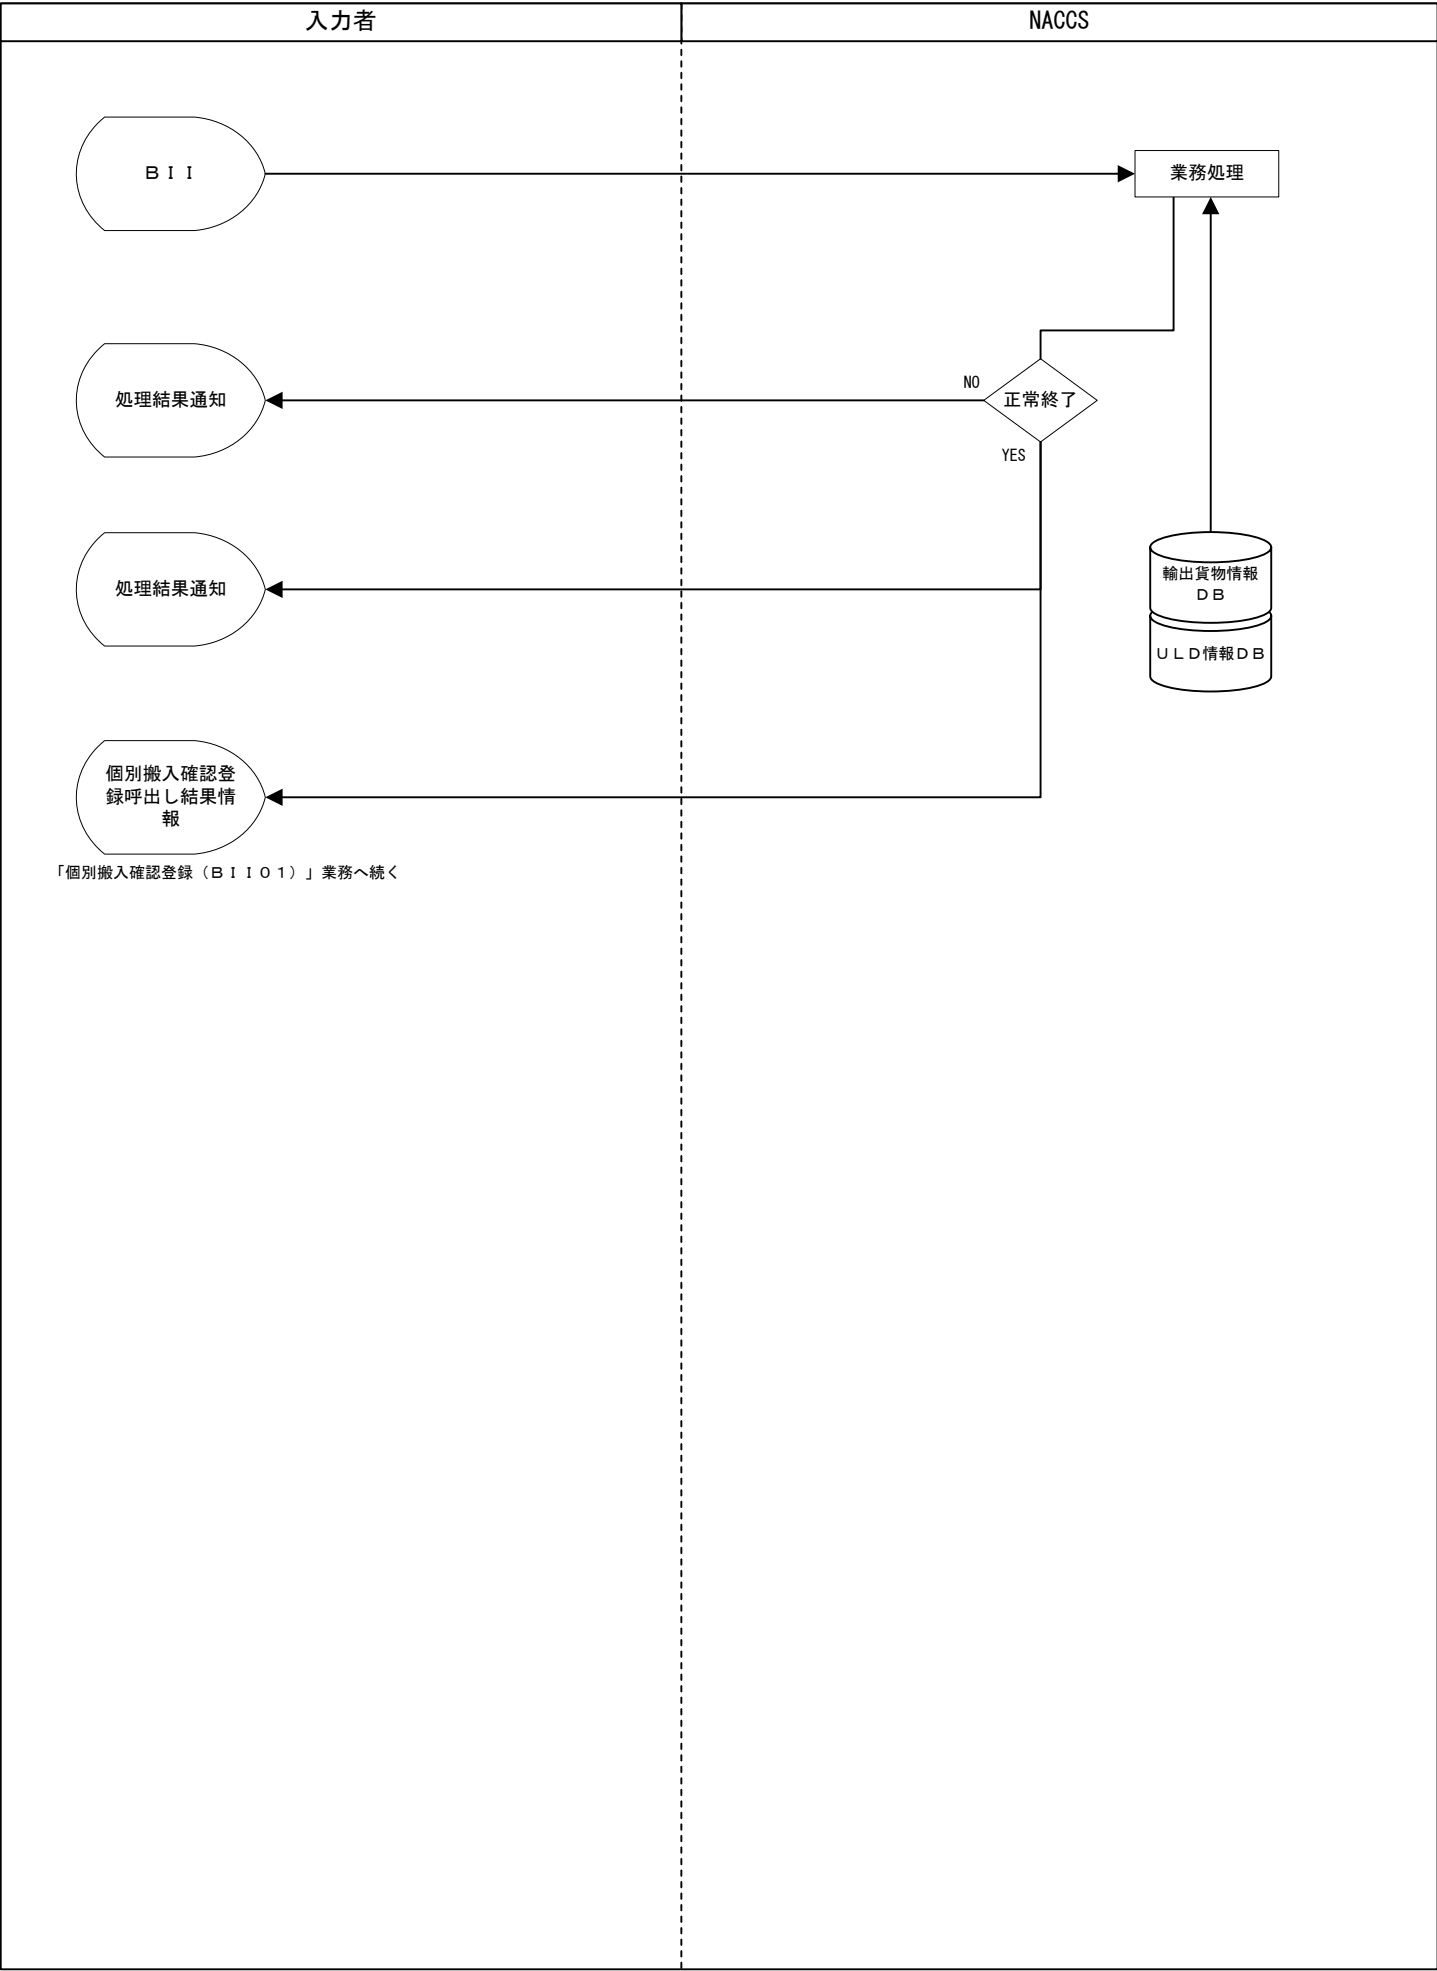 入力者
NACCS
ＢＩＩ
業務処理
処理結果通知
NO
正常終了
YES
処理結果通知
輸出貨物情報
ＤＢ
ＵＬＤ情報ＤＢ
個別搬入確認登
録呼出し結果情
報
「個別搬入確認登録（ＢＩＩ０１）」業務へ続く